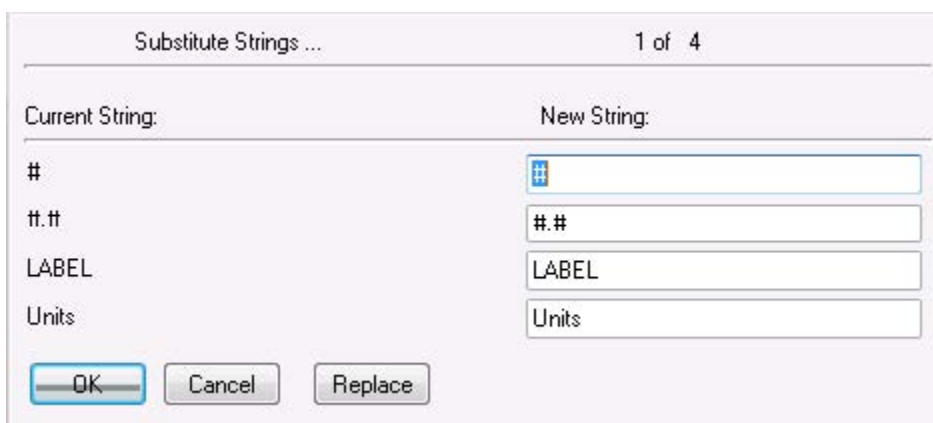 Substitute Strings ... 1 of 4
Current String: New String:
# #
#.# #.#
LABEL LABEL
Units Units
OK Cancel Replace